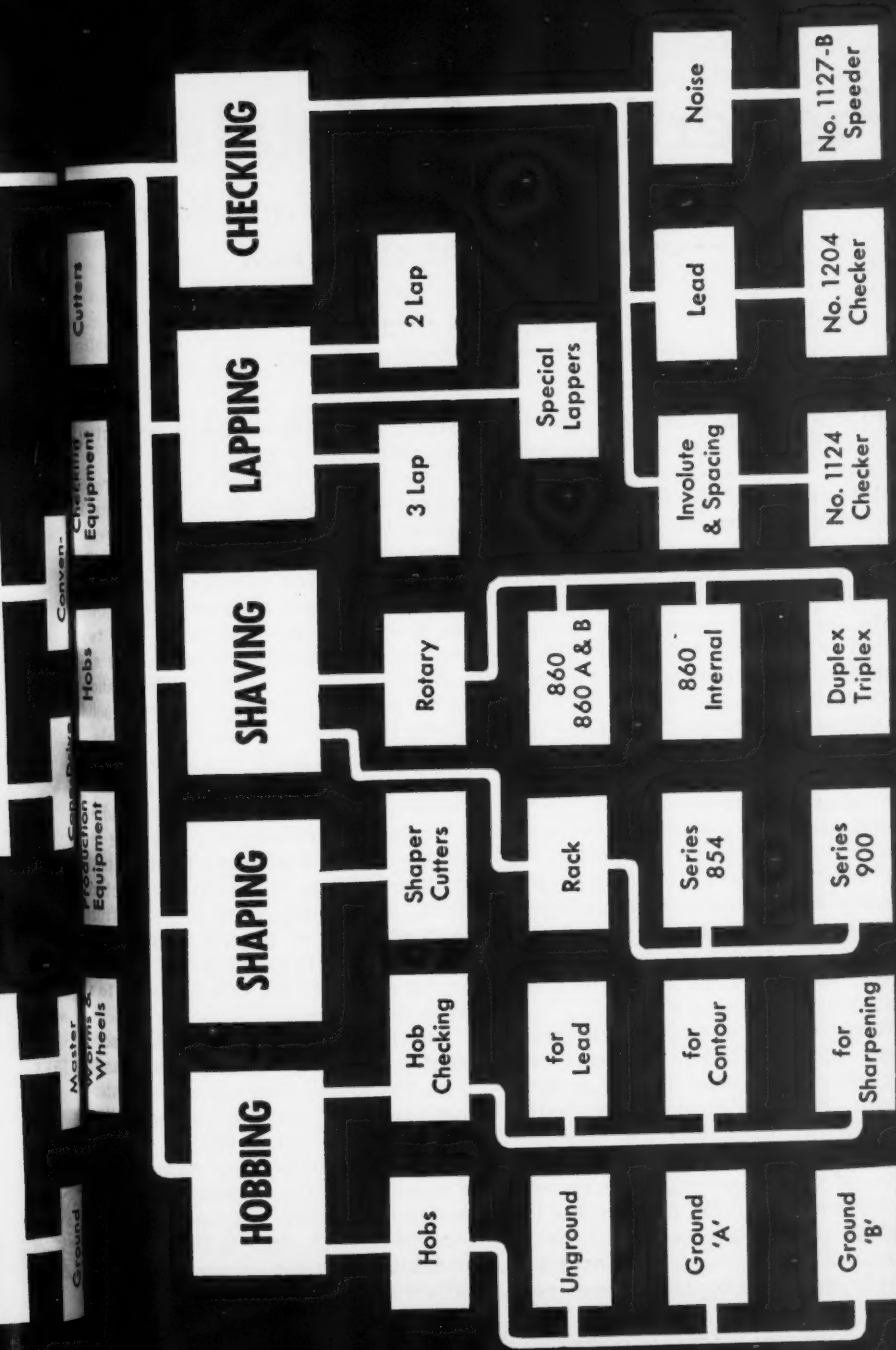 Ground
Master
Worms &
Wheels
Production
Equipment
Conven-
Hobs
Checking
Equipment
Cutters
HOBBING
SHAPING
SHAVING
LAPPING
CHECKING
Hobs
Hob
Checking
Shaper
Cutters
Rotary
3 Lap
2 Lap
Unground
for
Lead
Rack
860
860 A & B
Special
Lappers
Ground
'A'
for
Contour
Series
854
860
Internal
Involute
& Spacing
Lead
Noise
Ground
'B'
for
Sharpening
Series
900
Duplex
Triplex
No. 1124
Checker
No. 1204
Checker
No. 1127-B
Speeder